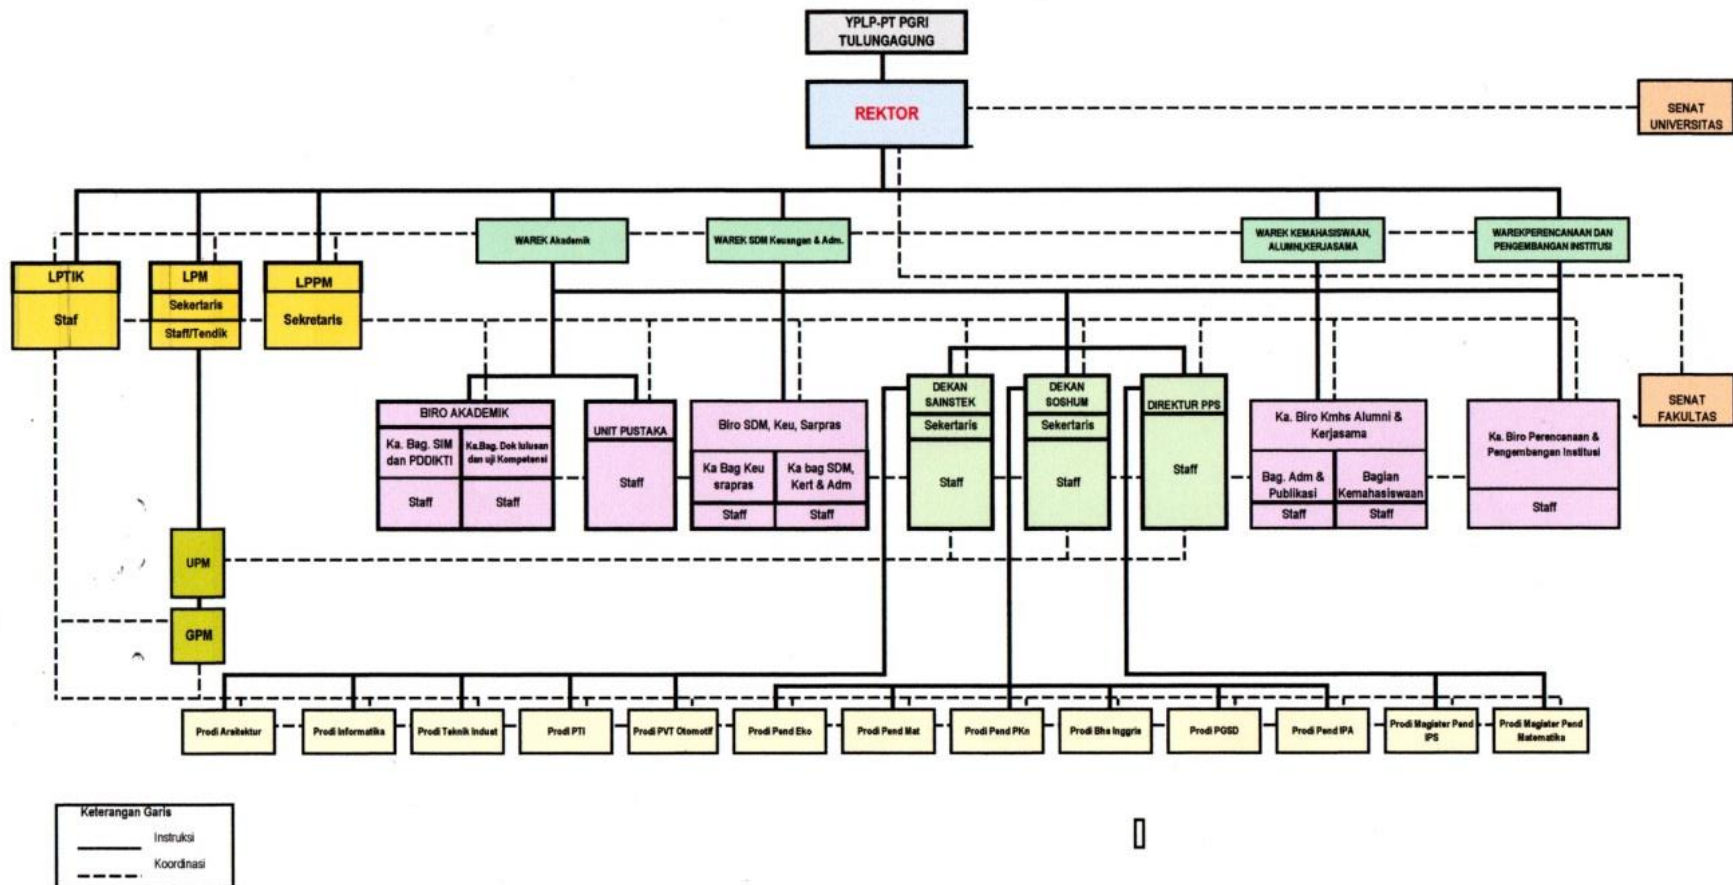 YPLP-PT PGRI
TULUNGAGUNG
REKTOR
SENAT
UNIVERSITAS
WAREK Akademik
WAREK SDM Keuangan & Adm.
WAREK KEMAHASISWAAN,
ALUMNI,KERJASAMA
WAREKPERENCANAAN DAN
PENGEMBANGAN INSTITUSI
LPTIK
Staf
LPM
Sekertaris
Staff/Tendik
LPPM
Sekretaris
BIRO AKADEMIK
Ka. Bag. SIM
dan PDDIKTI
Staff
Ka.Bag. Dok lulusan
dan uji Kompetensi
Staff
UNIT PUSTAKA
Staff
Biro SDM, Keu, Sarpras
Ka Bag Keu
srapras
Staff
Ka bag SDM,
Kert & Adm
Staff
DEKAN
SAINSTEK
Sekertaris
Staff
DEKAN
SOSHUM
Sekertaris
Staff
DIREKTUR PPS
Staff
Ka. Biro Kmhs Alumni &
Kerjasama
Bag. Adm &
Publikasi
Staff
Bagian
Kemahasiswaan
Staff
Ka. Biro Perencanaan &
Pengembangan Institusi
Staff
SENAT
FAKULTAS
UPM
GPM
Prodi Arsitektur
Prodi Informatika
Prodi Teknik Indust
Prodi PTI
Prodi PVT Otomotif
Prodi Pend Eko
Prodi Pend Mat
Prodi Pend PKn
Prodi Bhs Inggris
Prodi PGSD
Prodi Pend IPA
Prodi Magister Pend
IPS
Prodi Magister Pend
Matematika
Keterangan Garis
Instruksi
Koordinasi